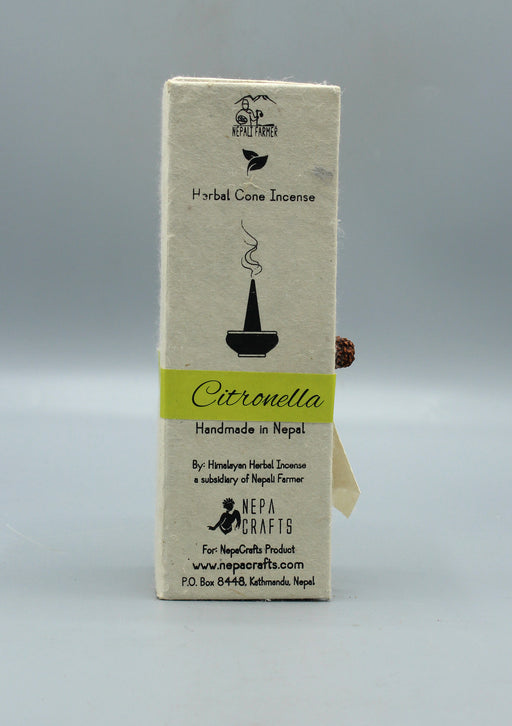 NEPALI FARMER
Herbal Cone Incense
Citronella
Handmade in Nepal
By: Himalayan Herbal Incense
a subsidiary of Nepali Farmer
NEPA
CRAFTS
For: NepaCrafts Product
www.nepacrafts.com
P.O. Box 8448, Kathmandu, Nepal